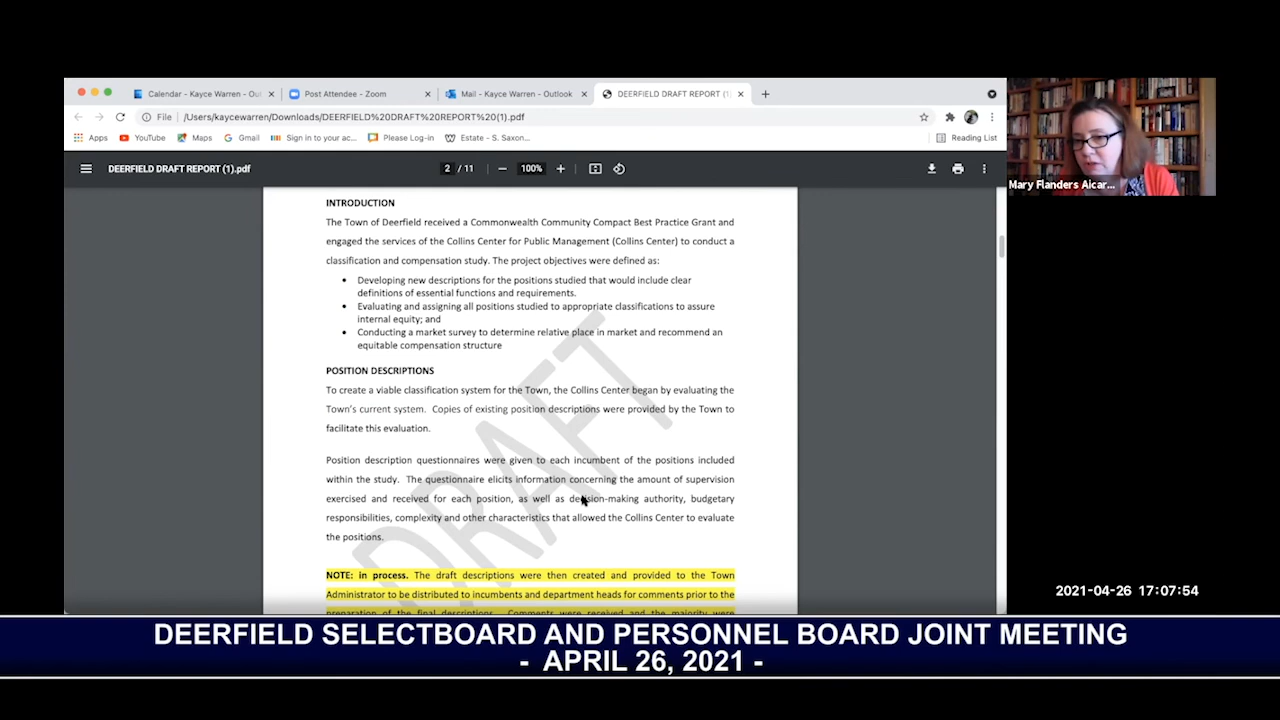 Calendar - Kayce Warren - Out
Post Attendee - Zoom
Mail - Kayce Warren - Outlook
DEERFIELD DRAFT REPORT (1).p
File
/Users/kaycewarren/Downloads/DEERFIELD%20DRAFT%20REPORT%20(1).pdf
Apps
YouTube
Maps
Gmail
Sign in to your ac...
Please Log-in
Estate - S. Saxon...
Reading List
DEERFIELD DRAFT REPORT (1).pdf
2 / 11
100%
Mary Flanders Aicar...
INTRODUCTION
The Town of Deerfield received a Commonwealth Community Compact Best Practice Grant and
engaged the services of the Collins Center for Public Management (Collins Center) to conduct a
classification and compensation study. The project objectives were defined as:
• Developing new descriptions for the positions studied that would include clear
definitions of essential functions and requirements.
• Evaluating and assigning all positions studied to appropriate classifications to assure
internal equity; and
• Conducting a market survey to determine relative place in market and recommend an
equitable compensation structure
POSITION DESCRIPTIONS
To create a viable classification system for the Town, the Collins Center began by evaluating the
Town's current system. Copies of existing position descriptions were provided by the Town to
facilitate this evaluation.
Position description questionnaires were given to each incumbent of the positions included
within the study. The questionnaire elicits information concerning the amount of supervision
exercised and received for each position, as well as decision-making authority, budgetary
responsibilities, complexity and other characteristics that allowed the Collins Center to evaluate
the positions.
NOTE: in process. The draft descriptions were then created and provided to the Town
Administrator to be distributed to incumbents and department heads for comments prior to the
preparation of the final descriptions. Comments were received and the majority were
DRAFT
2021-04-26 17:07:54
DEERFIELD SELECTBOARD AND PERSONNEL BOARD JOINT MEETING
- APRIL 26, 2021 -